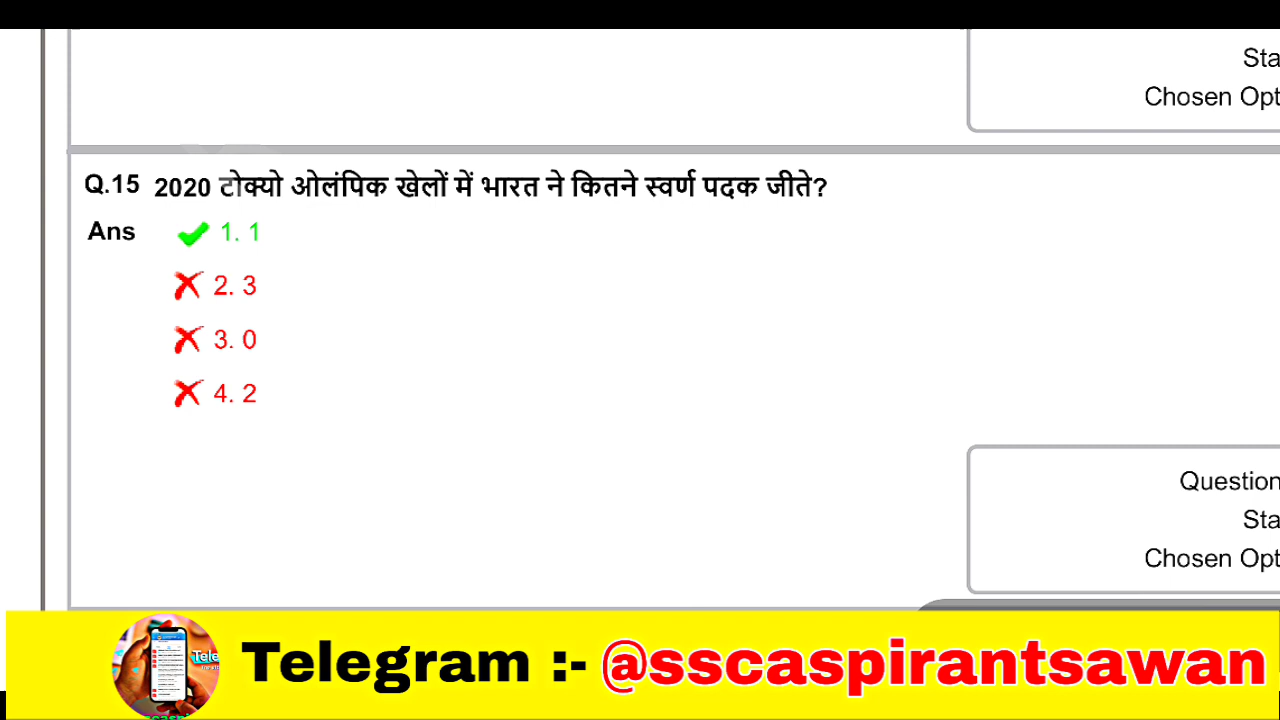 Sta
Chosen Opt
Q.15 2020 टोक्यो ओलंपिक खेलों में भारत ने कितने स्वर्ण पदक जीते?
Ans 1. 1
2. 3
3. 0
4. 2
Question
Sta
Chosen Opt
Telegram :- @sscaspirantsawan